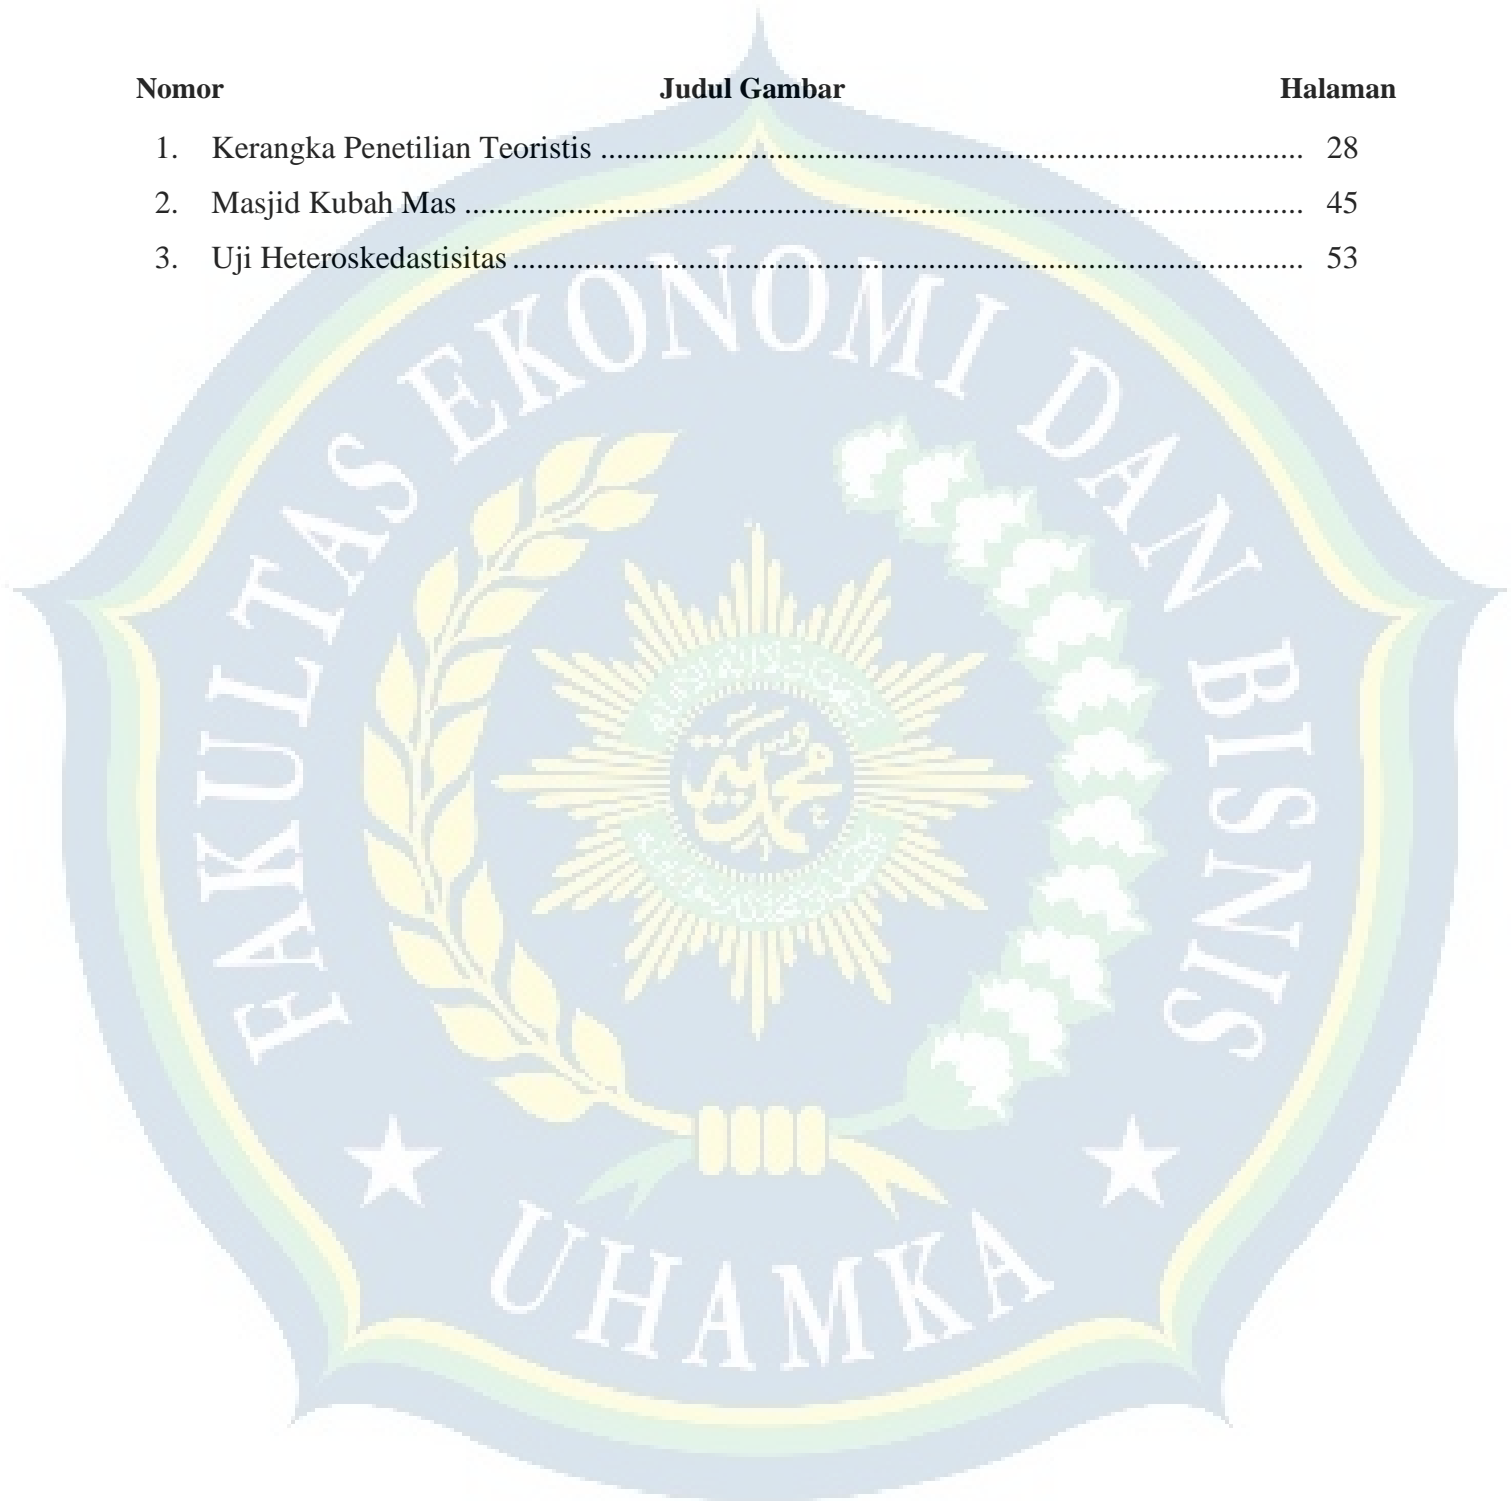 Nomor Judul Gambar Halaman
1. Kerangka Penetilian Teoristis ........................................................................................ 28
2. Masjid Kubah Mas ......................................................................................................... 45
3. Uji Heteroskedastisitas ................................................................................................... 53
FAKULTAS EKONOMI DAN BISNIS
محمدية
UHAMKA